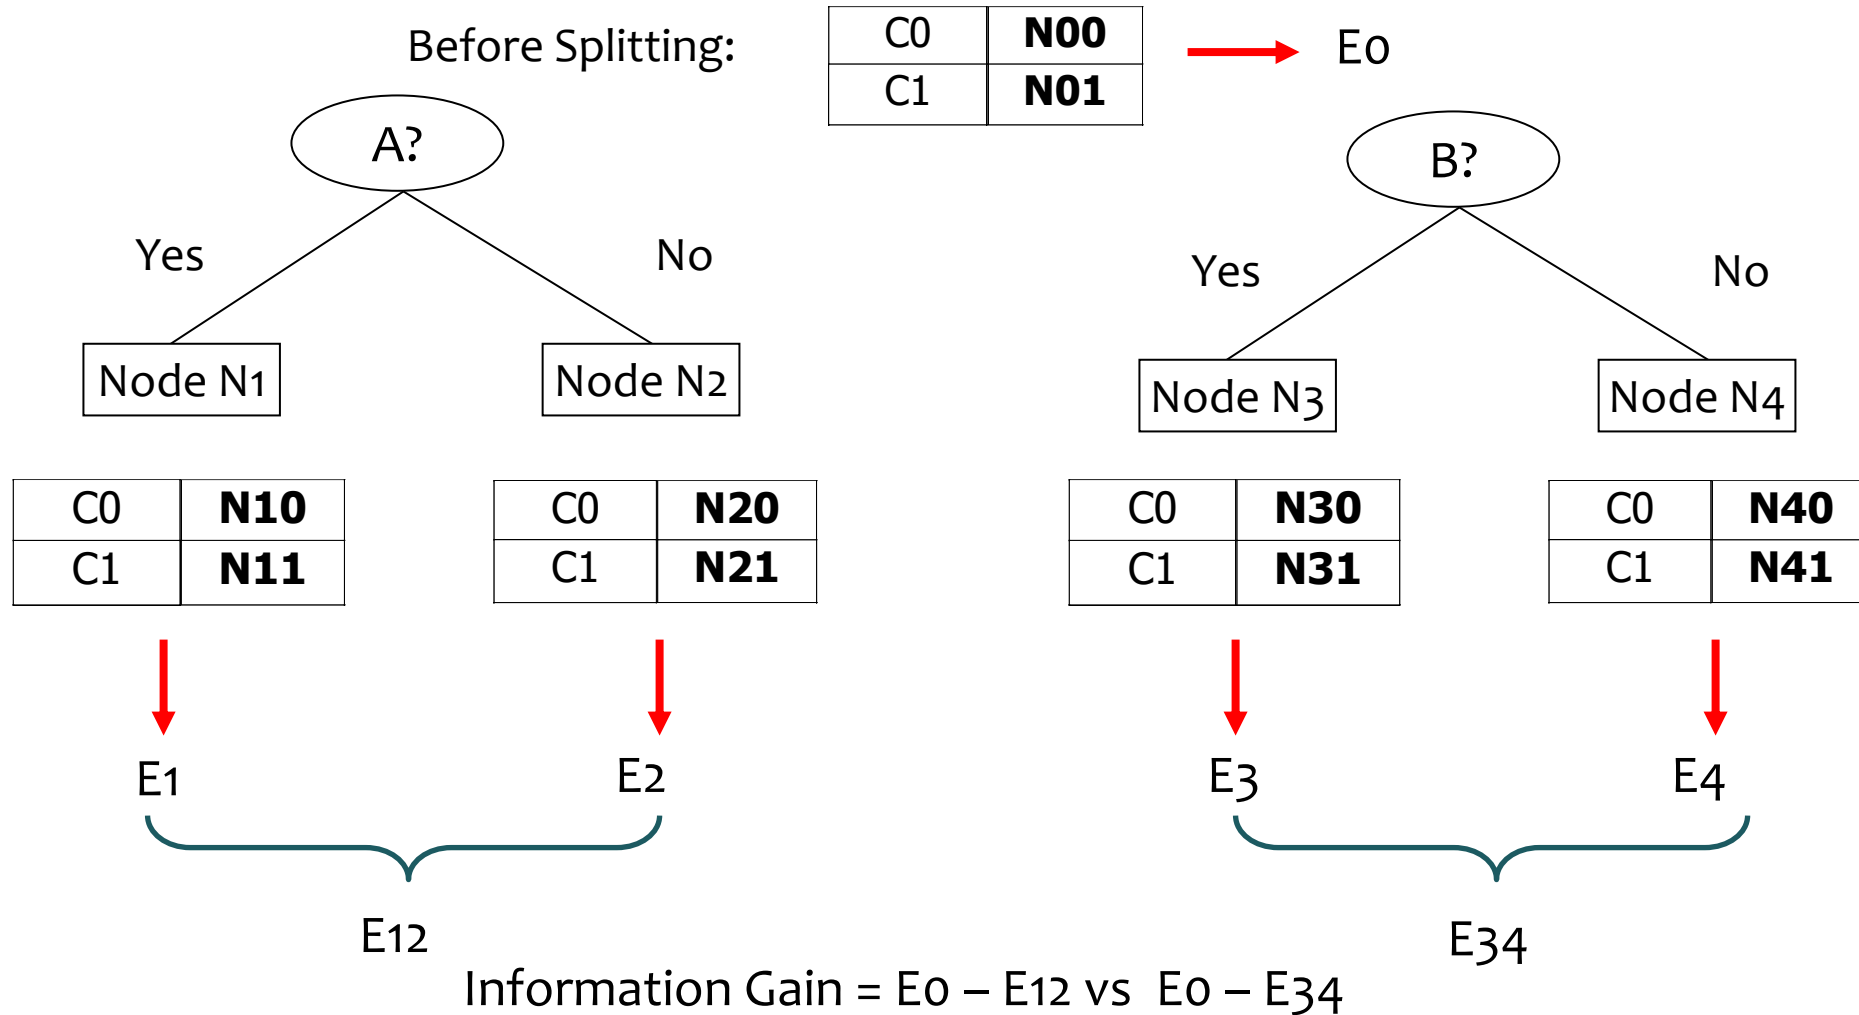 Before Splitting:
C0 N00
C1 N01
E0
A?
B?
Yes
No
Yes
No
Node N1
Node N2
Node N3
Node N4
C0 N10
C1 N11
C0 N20
C1 N21
C0 N30
C1 N31
C0 N40
C1 N41
E1
E2
E3
E4
E12
E34
Information Gain = E0 – E12 vs E0 – E34